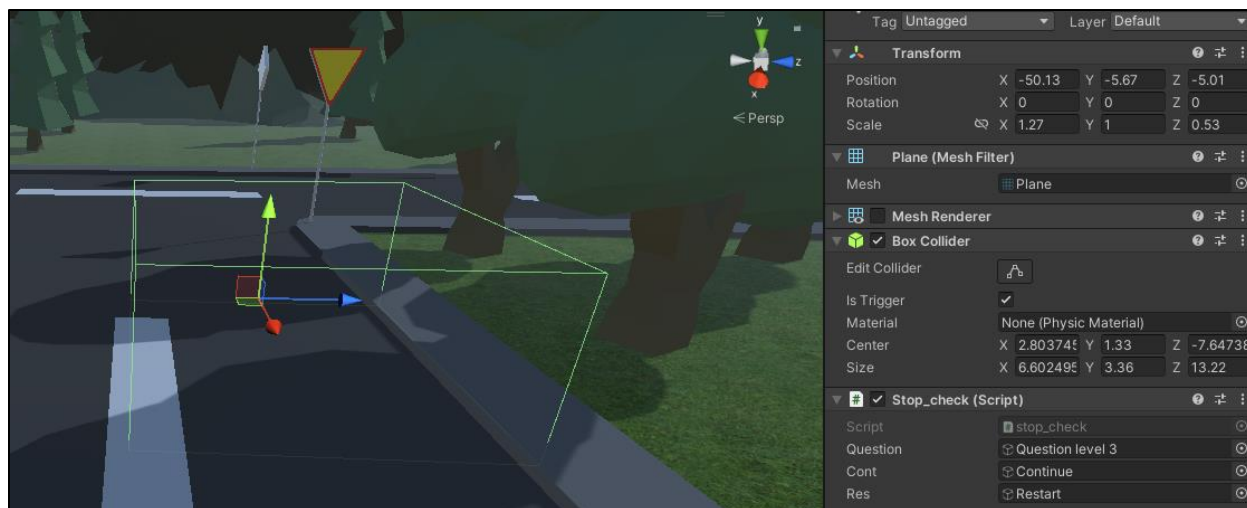 y
z
x
Persp
Tag Untagged Layer Default
Transform
Position X -50.13 Y -5.67 Z -5.01
Rotation X 0 Y 0 Z 0
Scale X 1.27 Y 1 Z 0.53
Plane (Mesh Filter)
Mesh Plane
Mesh Renderer
Box Collider
Edit Collider
Is Trigger
Material None (Physic Material)
Center X 2.803745 Y 1.33 Z -7.64738
Size X 6.602495 Y 3.36 Z 13.22
# Stop_check (Script)
Script stop_check
Question Question level 3
Cont Continue
Res Restart